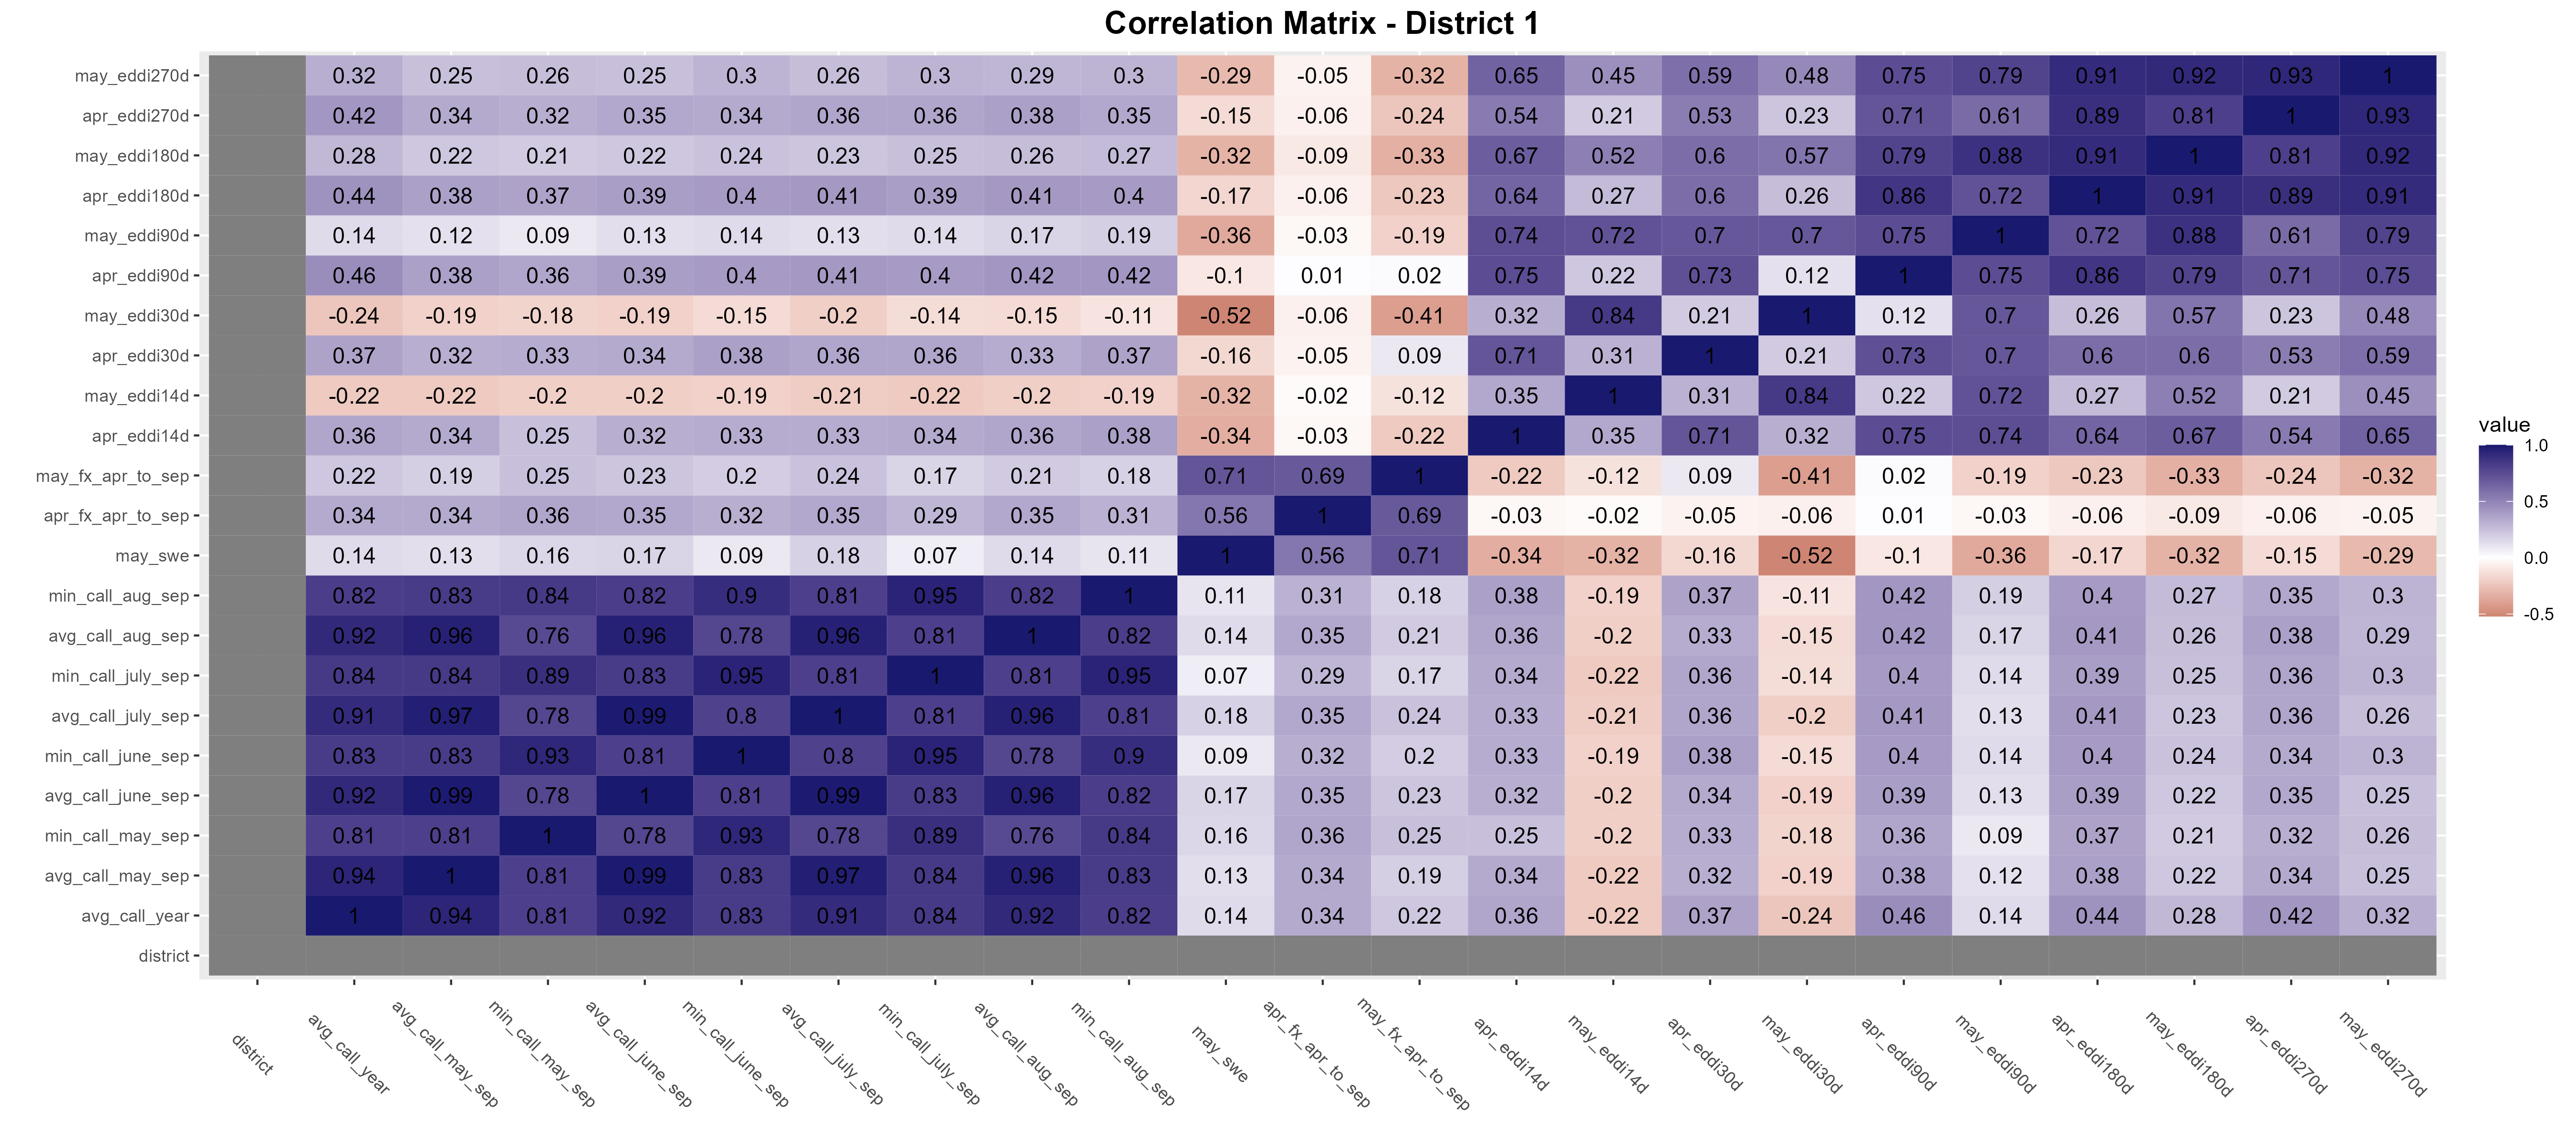 Correlation Matrix - District 1
may_eddi270d 0.32 0.25 0.26 0.25 0.3 0.26 0.3 0.29 0.3 -0.29 -0.05 -0.32 0.65 0.45 0.59 0.48 0.75 0.79 0.91 0.92 0.93 1
apr_eddi270d 0.42 0.34 0.32 0.35 0.34 0.36 0.36 0.38 0.35 -0.15 -0.06 -0.24 0.54 0.21 0.53 0.23 0.71 0.61 0.89 0.81 1 0.93
may_eddi180d 0.28 0.22 0.21 0.22 0.24 0.23 0.25 0.26 0.27 -0.32 -0.09 -0.33 0.67 0.52 0.6 0.57 0.79 0.88 0.91 1 0.81 0.92
apr_eddi180d 0.44 0.38 0.37 0.39 0.4 0.41 0.39 0.41 0.4 -0.17 -0.06 -0.23 0.64 0.27 0.6 0.26 0.86 0.72 1 0.91 0.89 0.91
may_eddi90d 0.14 0.12 0.09 0.13 0.14 0.13 0.14 0.17 0.19 -0.36 -0.03 -0.19 0.74 0.72 0.7 0.7 0.75 1 0.72 0.88 0.61 0.79
apr_eddi90d 0.46 0.38 0.36 0.39 0.4 0.41 0.4 0.42 0.42 -0.1 0.01 0.02 0.75 0.22 0.73 0.12 1 0.75 0.86 0.79 0.71 0.75
may_eddi30d -0.24 -0.19 -0.18 -0.19 -0.15 -0.2 -0.14 -0.15 -0.11 -0.52 -0.06 -0.41 0.32 0.84 0.21 1 0.12 0.7 0.26 0.57 0.23 0.48
apr_eddi30d 0.37 0.32 0.33 0.34 0.38 0.36 0.36 0.33 0.37 -0.16 -0.05 0.09 0.71 0.31 1 0.21 0.73 0.7 0.6 0.6 0.53 0.59
may_eddi14d -0.22 -0.22 -0.2 -0.2 -0.19 -0.21 -0.22 -0.2 -0.19 -0.32 -0.02 -0.12 0.35 1 0.31 0.84 0.22 0.72 0.27 0.52 0.21 0.45
apr_eddi14d 0.36 0.34 0.25 0.32 0.33 0.33 0.34 0.36 0.38 -0.34 -0.03 -0.22 1 0.35 0.71 0.32 0.75 0.74 0.64 0.67 0.54 0.65
may_fx_apr_to_sep 0.22 0.19 0.25 0.23 0.2 0.24 0.17 0.21 0.18 0.71 0.69 1 -0.22 -0.12 0.09 -0.41 0.02 -0.19 -0.23 -0.33 -0.24 -0.32
apr_fx_apr_to_sep 0.34 0.34 0.36 0.35 0.32 0.35 0.29 0.35 0.31 0.56 1 0.69 -0.03 -0.02 -0.05 -0.06 0.01 -0.03 -0.06 -0.09 -0.06 -0.05
may_swe 0.14 0.13 0.16 0.17 0.09 0.18 0.07 0.14 0.11 1 0.56 0.71 -0.34 -0.32 -0.16 -0.52 -0.1 -0.36 -0.17 -0.32 -0.15 -0.29
min_call_aug_sep 0.82 0.83 0.84 0.82 0.9 0.81 0.95 0.82 1 0.11 0.31 0.18 0.38 -0.19 0.37 -0.11 0.42 0.19 0.4 0.27 0.35 0.3
avg_call_aug_sep 0.92 0.96 0.76 0.96 0.78 0.96 0.81 1 0.82 0.14 0.35 0.21 0.36 -0.2 0.33 -0.15 0.42 0.17 0.41 0.26 0.38 0.29
min_call_july_sep 0.84 0.84 0.89 0.83 0.95 0.81 1 0.81 0.95 0.07 0.29 0.17 0.34 -0.22 0.36 -0.14 0.4 0.14 0.39 0.25 0.36 0.3
avg_call_july_sep 0.91 0.97 0.78 0.99 0.8 1 0.81 0.96 0.81 0.18 0.35 0.24 0.33 -0.21 0.36 -0.2 0.41 0.13 0.41 0.23 0.36 0.26
min_call_june_sep 0.83 0.83 0.93 0.81 1 0.8 0.95 0.78 0.9 0.09 0.32 0.2 0.33 -0.19 0.38 -0.15 0.4 0.14 0.4 0.24 0.34 0.3
avg_call_june_sep 0.92 0.99 0.78 1 0.81 0.99 0.83 0.96 0.82 0.17 0.35 0.23 0.32 -0.2 0.34 -0.19 0.39 0.13 0.39 0.22 0.35 0.25
min_call_may_sep 0.81 0.81 1 0.78 0.93 0.78 0.89 0.76 0.84 0.16 0.36 0.25 0.25 -0.2 0.33 -0.18 0.36 0.09 0.37 0.21 0.32 0.26
avg_call_may_sep 0.94 1 0.81 0.99 0.83 0.97 0.84 0.96 0.83 0.13 0.34 0.19 0.34 -0.22 0.32 -0.19 0.38 0.12 0.38 0.22 0.34 0.25
avg_call_year 1 0.94 0.81 0.92 0.83 0.91 0.84 0.92 0.82 0.14 0.34 0.22 0.36 -0.22 0.37 -0.24 0.46 0.14 0.44 0.28 0.42 0.32
district
district avg_call_year avg_call_may_sep min_call_may_sep avg_call_june_sep min_call_june_sep avg_call_july_sep min_call_july_sep avg_call_aug_sep min_call_aug_sep may_swe apr_fx_apr_to_sep may_fx_apr_to_sep apr_eddi14d may_eddi14d apr_eddi30d may_eddi30d apr_eddi90d may_eddi90d apr_eddi180d may_eddi180d apr_eddi270d may_eddi270d
value
1.0
0.5
0.0
-0.5